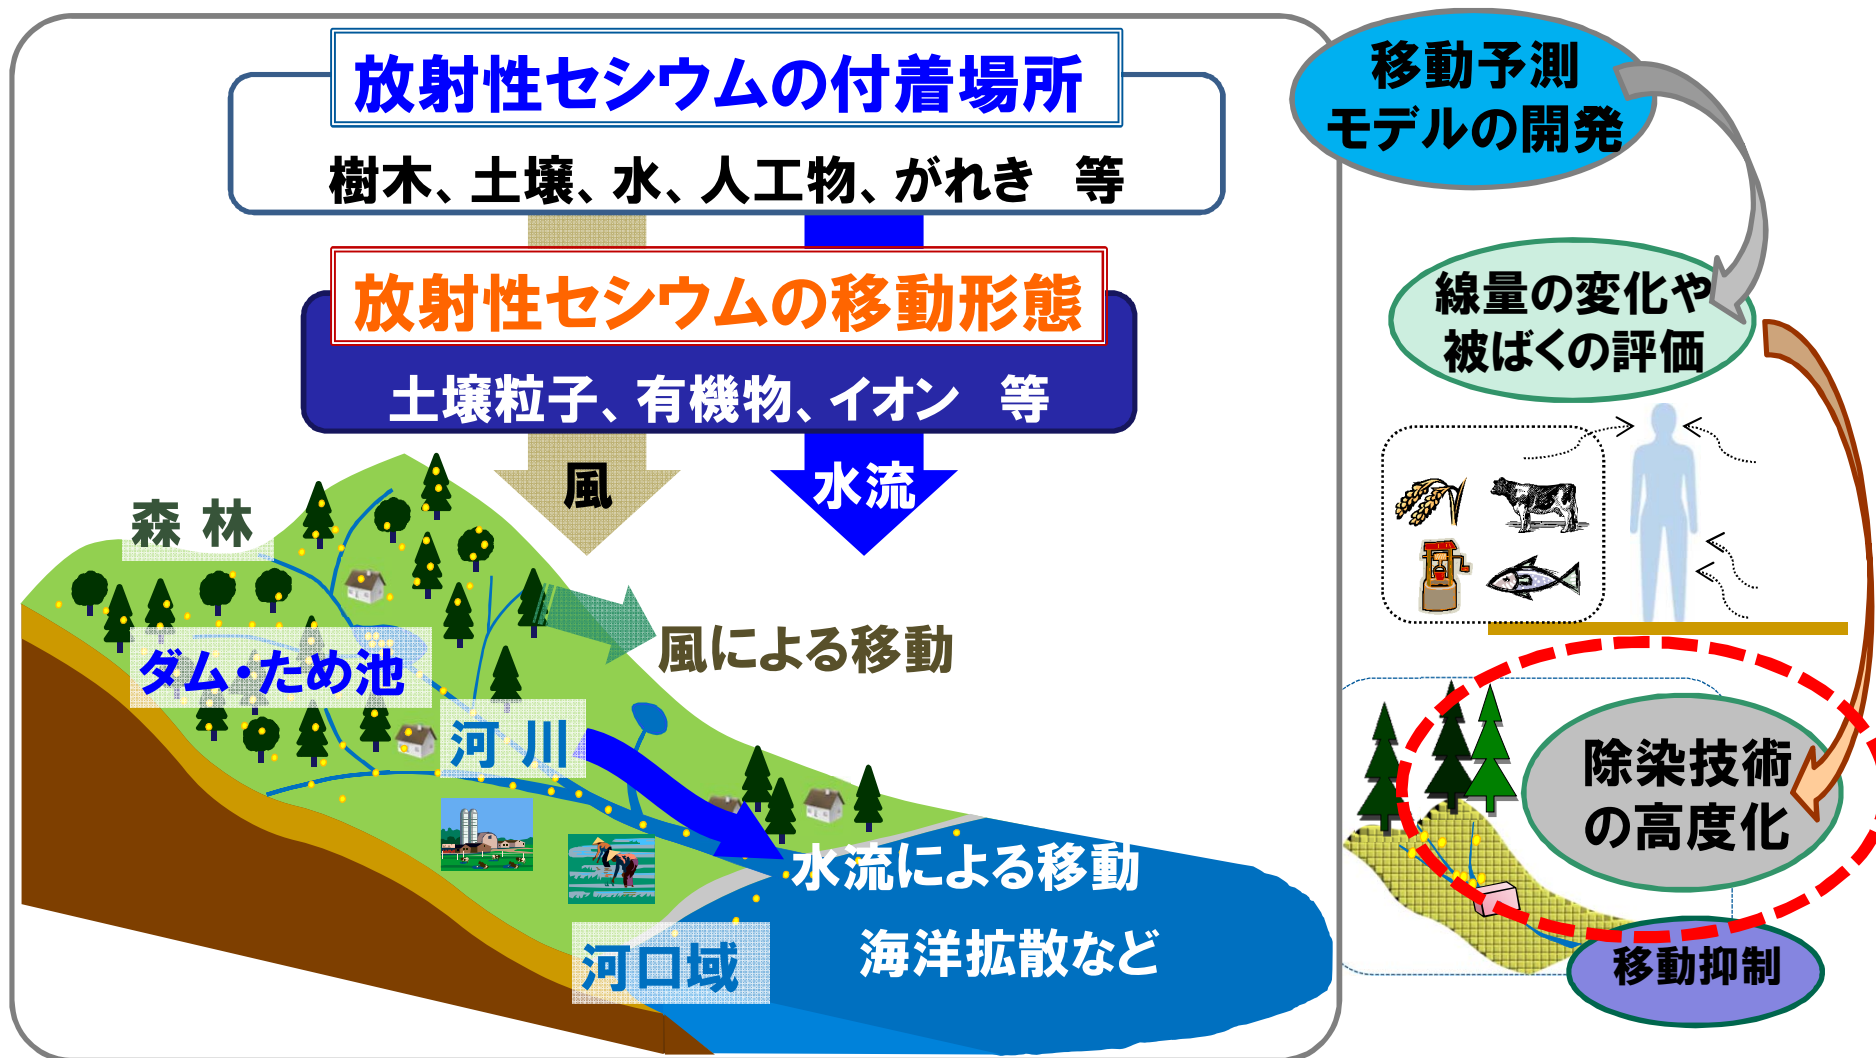 放射性セシウムの付着場所
樹木、土壌、水、人工物、がれき　等
放射性セシウムの移動形態
土壌粒子、有機物、イオン　等
風
水流
森 林
ダム・ため池
風による移動
河 川
水流による移動
海洋拡散など
河口域
移動予測
モデルの開発
線量の変化や
被ばくの評価
除染技術
の高度化
移動抑制